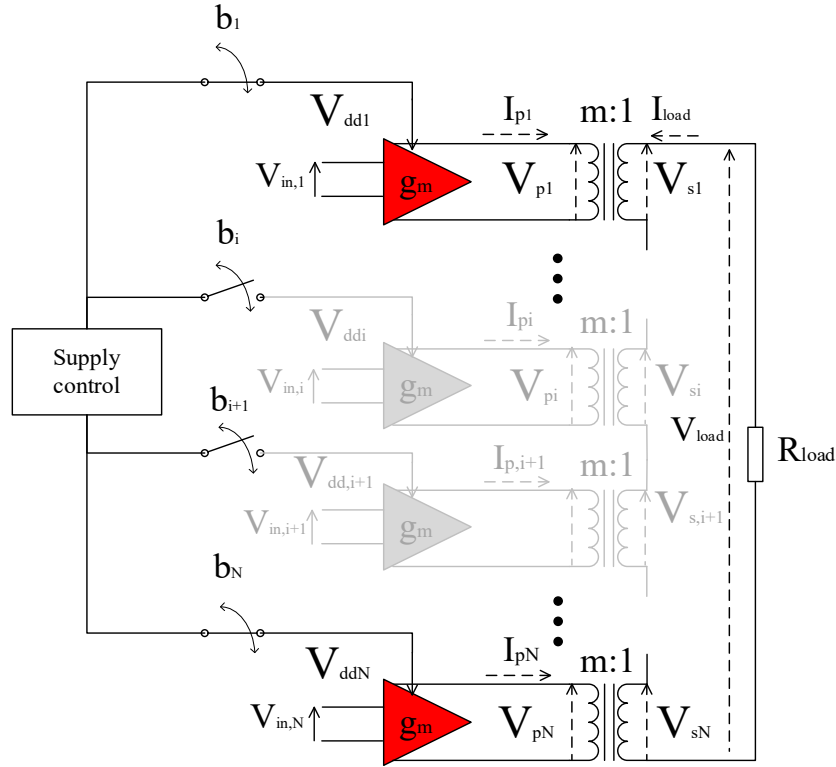 b1
Vdd1
Ip1
m:1
Iload
Vin,1
gm
Vp1
Vs1
bi
Vddi
Ipi
m:1
Supply
control
Vin,i
gm
Vpi
Vsi
bi+1
Vload
Rload
Vdd,i+1
Ip,i+1
m:1
Vin,i+1
gm
Vs,i+1
bN
VddN
IpN
m:1
Vin,N
gm
VpN
VsN